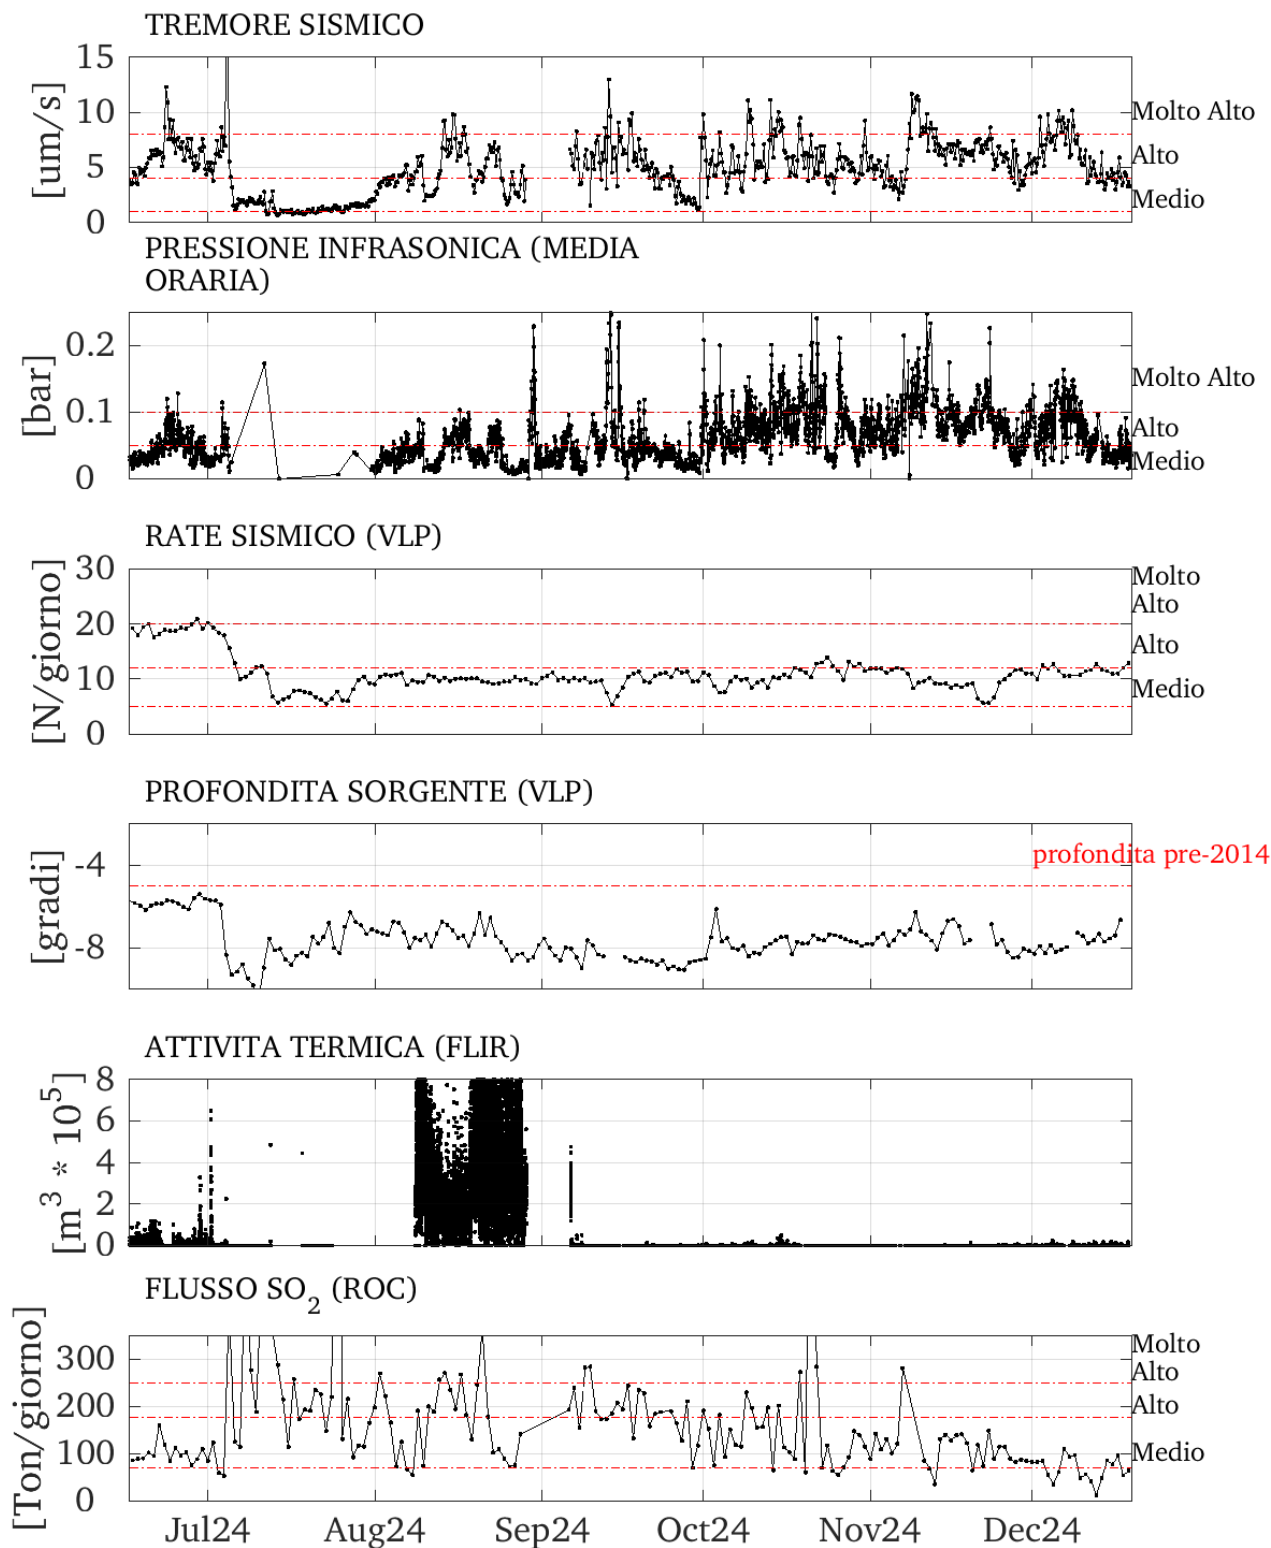 TREMORE SISMICO
[um/s]
15
10
5
0
Molto Alto
Alto
Medio
PRESSIONE INFRASONICA (MEDIA
ORARIA)
[bar]
0.2
0.1
0
Molto Alto
Alto
Medio
RATE SISMICO (VLP)
[N/giorno]
30
20
10
0
Molto
Alto
Alto
Medio
PROFONDITA SORGENTE (VLP)
[gradi]
-4
-8
profondita pre-2014
ATTIVITA TERMICA (FLIR)
[m³ * 10⁵]
8
6
4
2
0
FLUSSO SO₂ (ROC)
[Ton/giorno]
300
200
100
0
Molto
Alto
Alto
Medio
Jul24 Aug24 Sep24 Oct24 Nov24 Dec24